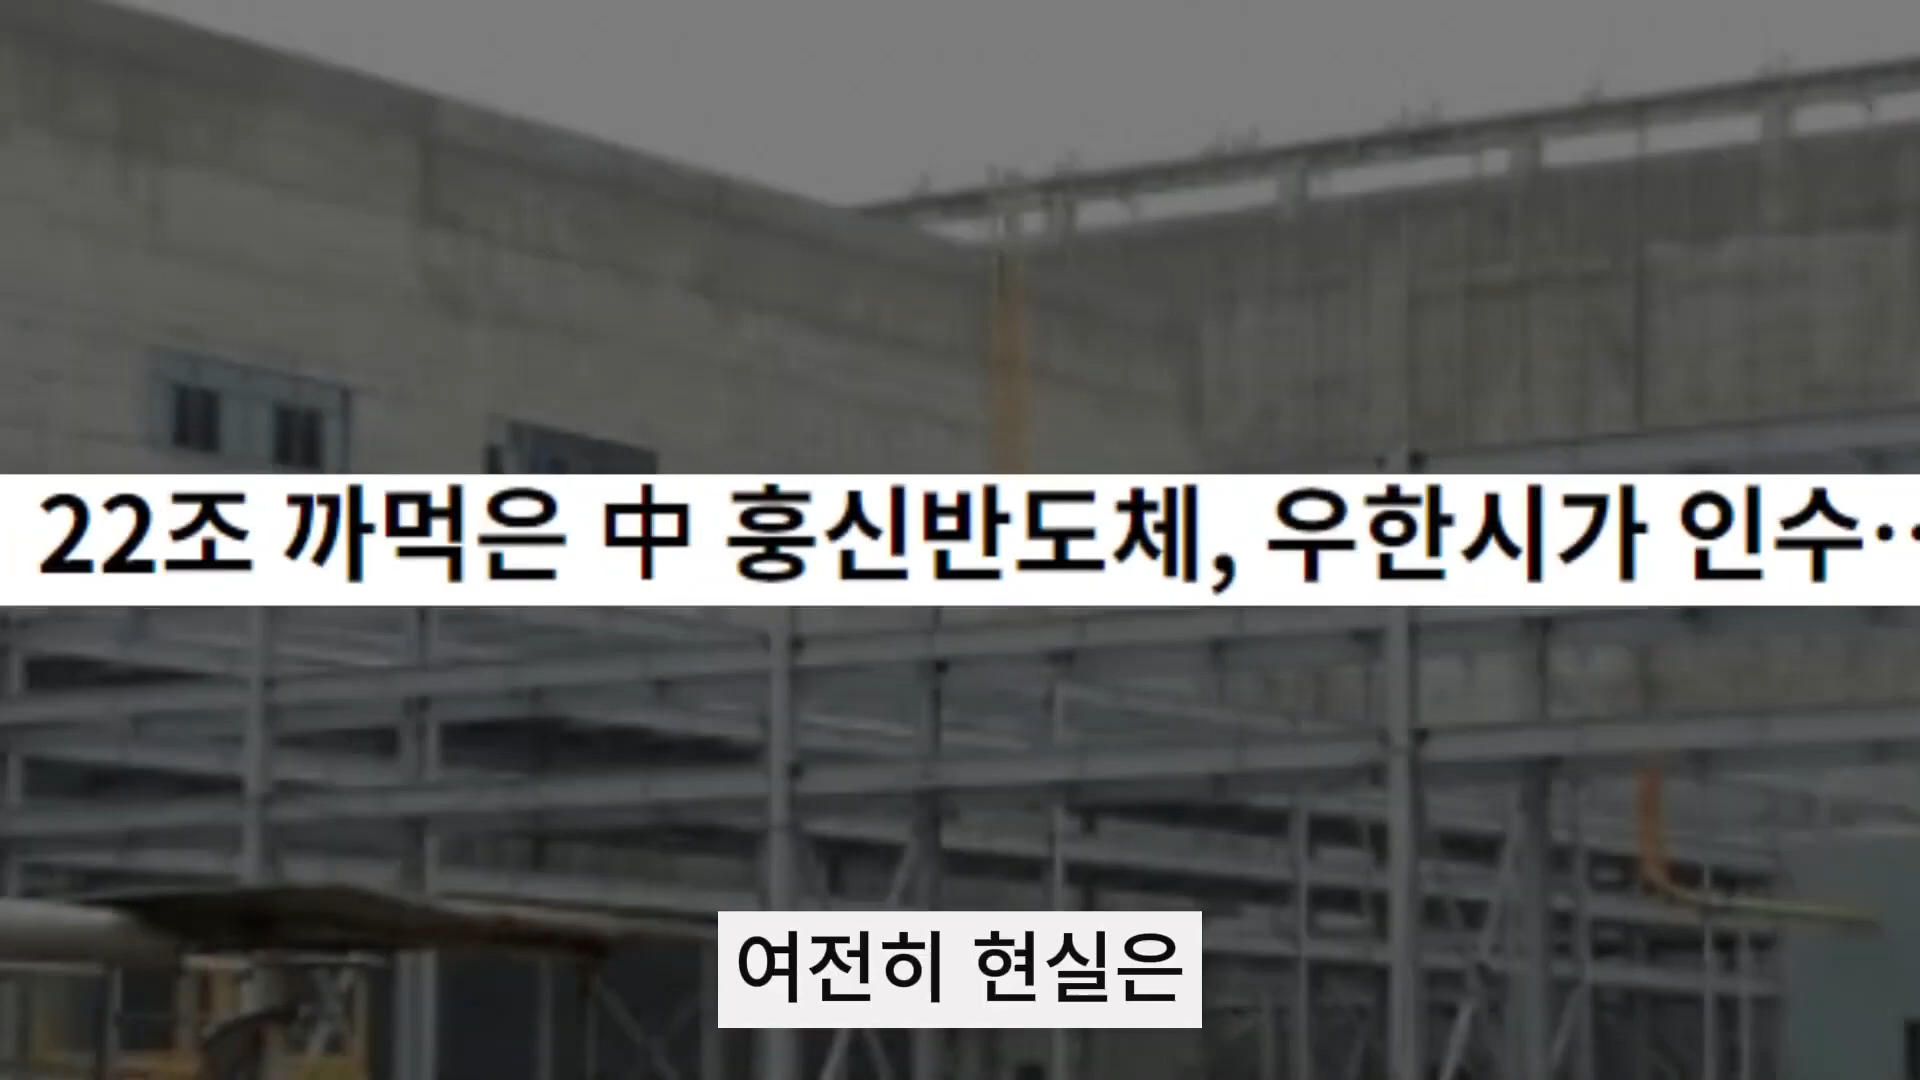 22조 까먹은 中 훙신반도체, 우한시가 인수··
여전히 현실은